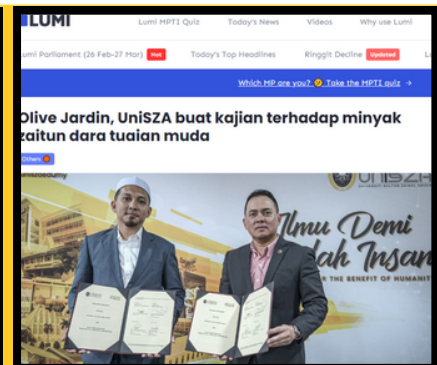 LUMI
Lumi MPTI Quiz Today's News Videos Why use Lumi
umi Parliament (26 Feb-27 Mar) Hot Today's Top Headlines Ringgit Decline Updated
Which MP are you? Take the MPTI quiz →
Olive Jardin, UniSZA buat kajian terhadap minyak
zaitun dara tuaian muda
Others
UniSZA
Ilmu Demi
Insan
FOR THE BENEFIT OF HUMANITY